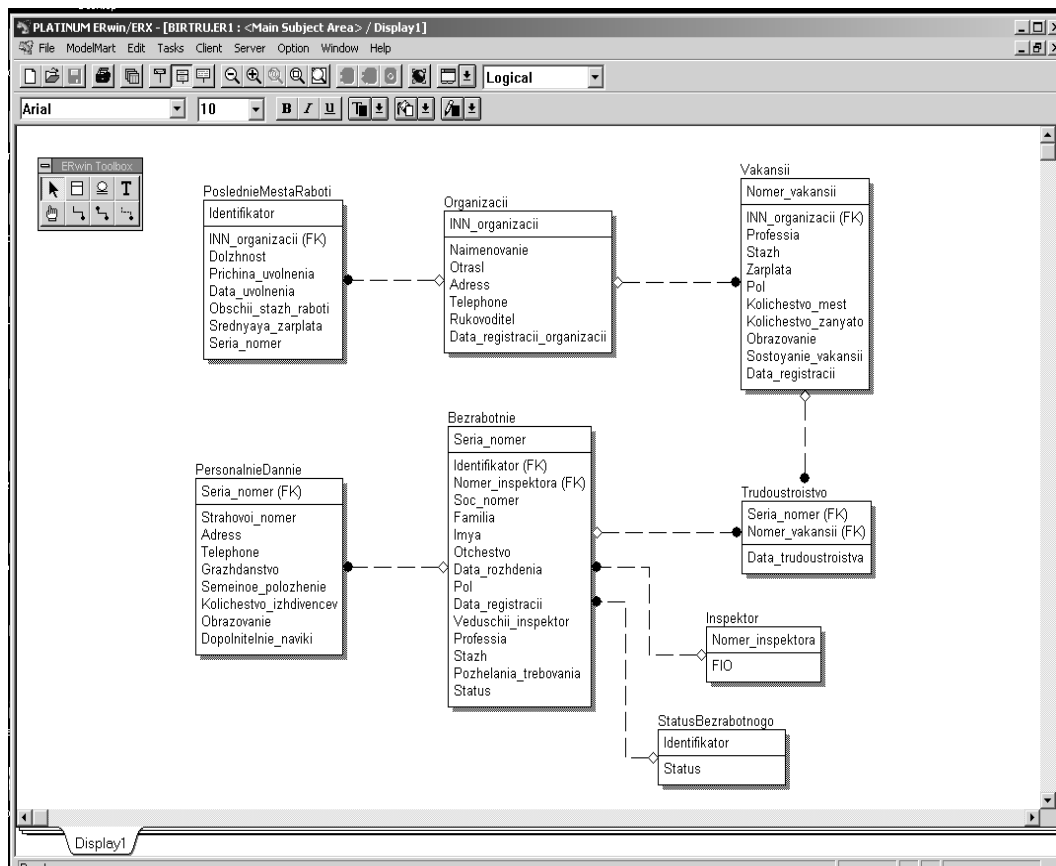 PLATINUM ERwin/ERX - [BIRTRU.ER1 : <Main Subject Area> / Display1]
File ModelMart Edit Tasks Client Server Option Window Help
Logical
Arial 10 B I U
ERwin Toolbox
T
PoslednieMestaRaboti
Identifikator
INN_organizacii (FK)
Dolzhnost
Prichina_uvolnenia
Data_uvolnenia
Obschii_stazh_raboti
Srednyaya_zarplata
Seria_nomer
Organizacii
INN_organizacii
Naimenovanie
Otrasl
Adress
Telephone
Rukovoditel
Data_registracii_organizacii
Vakansii
Nomer_vakansii
INN_organizacii (FK)
Professia
Stazh
Zarplata
Pol
Kolichestvo_mest
Kolichestvo_zanyato
Obrazovanie
Sostoyanie_vakansii
Data_registracii
PersonalnieDannie
Seria_nomer (FK)
Strahovoi_nomer
Adress
Telephone
Grazhdanstvo
Semeinoe_polozhenie
Kolichestvo_izhdivencev
Obrazovanie
Dopolnitelnie_naviki
Bezrabotnie
Seria_nomer
Identifikator (FK)
Nomer_inspektora (FK)
Soc_nomer
Familia
Imya
Otchestvo
Data_rozhdenia
Pol
Data_registracii
Veduschii_inspektor
Professia
Stazh
Pozhelania_trebovania
Status
Trudoustroistvo
Seria_nomer (FK)
Nomer_vakansii (FK)
Data_trudoustroistva
Inspektor
Nomer_inspektora
FIO
StatusBezrabotnogo
Identifikator
Status
Display1